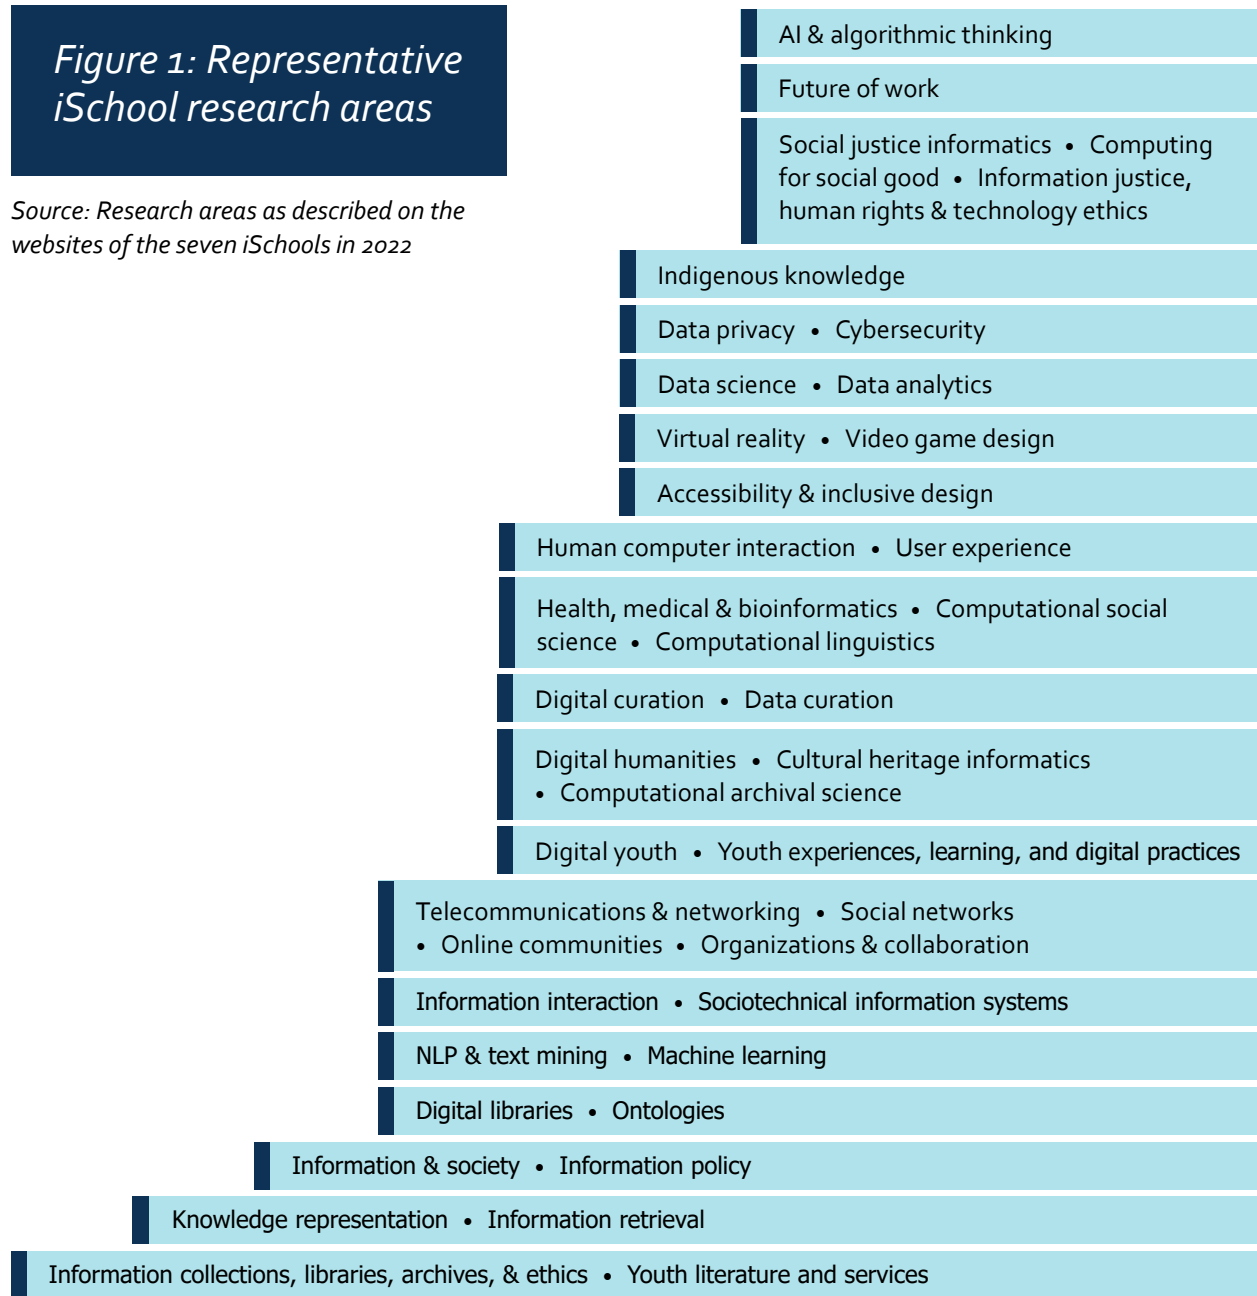 Figure 1: Representative
iSchool research areas
Source: Research areas as described on the
websites of the seven iSchools in 2022
AI & algorithmic thinking
Future of work
Social justice informatics • Computing
for social good • Information justice,
human rights & technology ethics
Indigenous knowledge
Data privacy • Cybersecurity
Data science • Data analytics
Virtual reality • Video game design
Accessibility & inclusive design
Human computer interaction • User experience
Health, medical & bioinformatics • Computational social
science • Computational linguistics
Digital curation • Data curation
Digital humanities • Cultural heritage informatics
• Computational archival science
Digital youth • Youth experiences, learning, and digital practices
Telecommunications & networking • Social networks
• Online communities • Organizations & collaboration
Information interaction • Sociotechnical information systems
NLP & text mining • Machine learning
Digital libraries • Ontologies
Information & society • Information policy
Knowledge representation • Information retrieval
Information collections, libraries, archives, & ethics • Youth literature and services